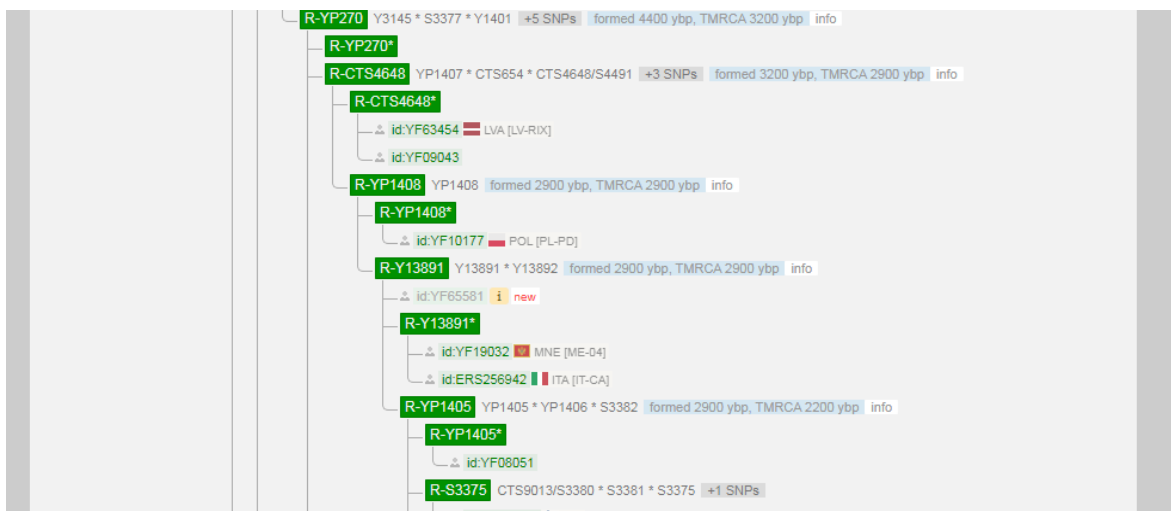 R-YP270 Y3145 * S3377 * Y1401 +5 SNPs formed 4400 ybp, TMRCA 3200 ybp info
R-YP270*
R-CTS4648 YP1407 * CTS654 * CTS4648/S4491 +3 SNPs formed 3200 ybp, TMRCA 2900 ybp info
R-CTS4648*
id:YF63454 LVA [LV-RIX]
id:YF09043
R-YP1408 YP1408 formed 2900 ybp, TMRCA 2900 ybp info
R-YP1408*
id:YF10177 POL [PL-PD]
R-Y13891 Y13891 * Y13892 formed 2900 ybp, TMRCA 2900 ybp info
id:YF65581 i new
R-Y13891*
id:YF19032 MNE [ME-04]
id:ERS256942 ITA [IT-CA]
R-YP1405 YP1405 * YP1406 * S3382 formed 2900 ybp, TMRCA 2200 ybp info
R-YP1405*
id:YF08051
R-S3375 CTS9013/S3380 * S3381 * S3375 +1 SNPs